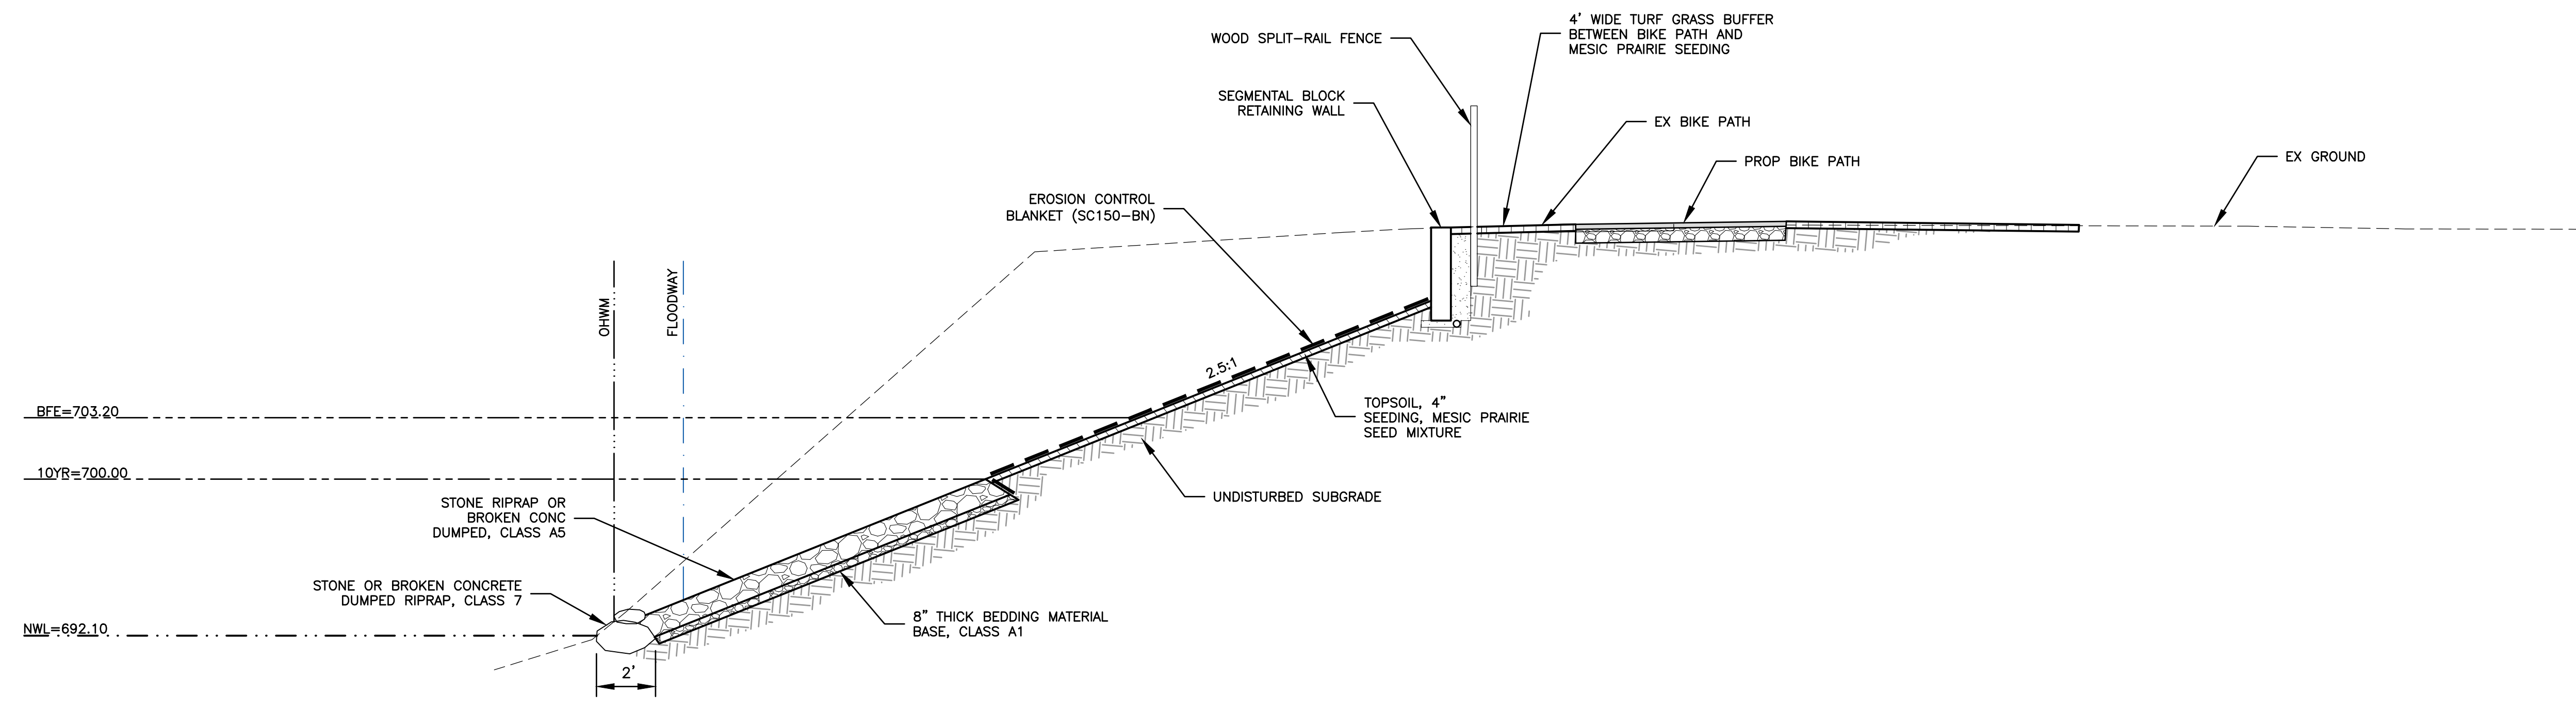 4' WIDE TURF GRASS BUFFER
BETWEEN BIKE PATH AND
MESIC PRAIRIE SEEDING
WOOD SPLIT-RAIL FENCE
SEGMENTAL BLOCK
RETAINING WALL
EX BIKE PATH
PROP BIKE PATH
EX GROUND
EROSION CONTROL
BLANKET (SC150-BN)
OHWM
FLOODWAY
2.5:1
BFE=703.20
TOPSOIL, 4"
SEEDING, MESIC PRAIRIE
SEED MIXTURE
10YR=700.00
UNDISTURBED SUBGRADE
STONE RIPRAP OR
BROKEN CONC
DUMPED, CLASS A5
STONE OR BROKEN CONCRETE
DUMPED RIPRAP, CLASS 7
8" THICK BEDDING MATERIAL
BASE, CLASS A1
NWL=692.10
2'